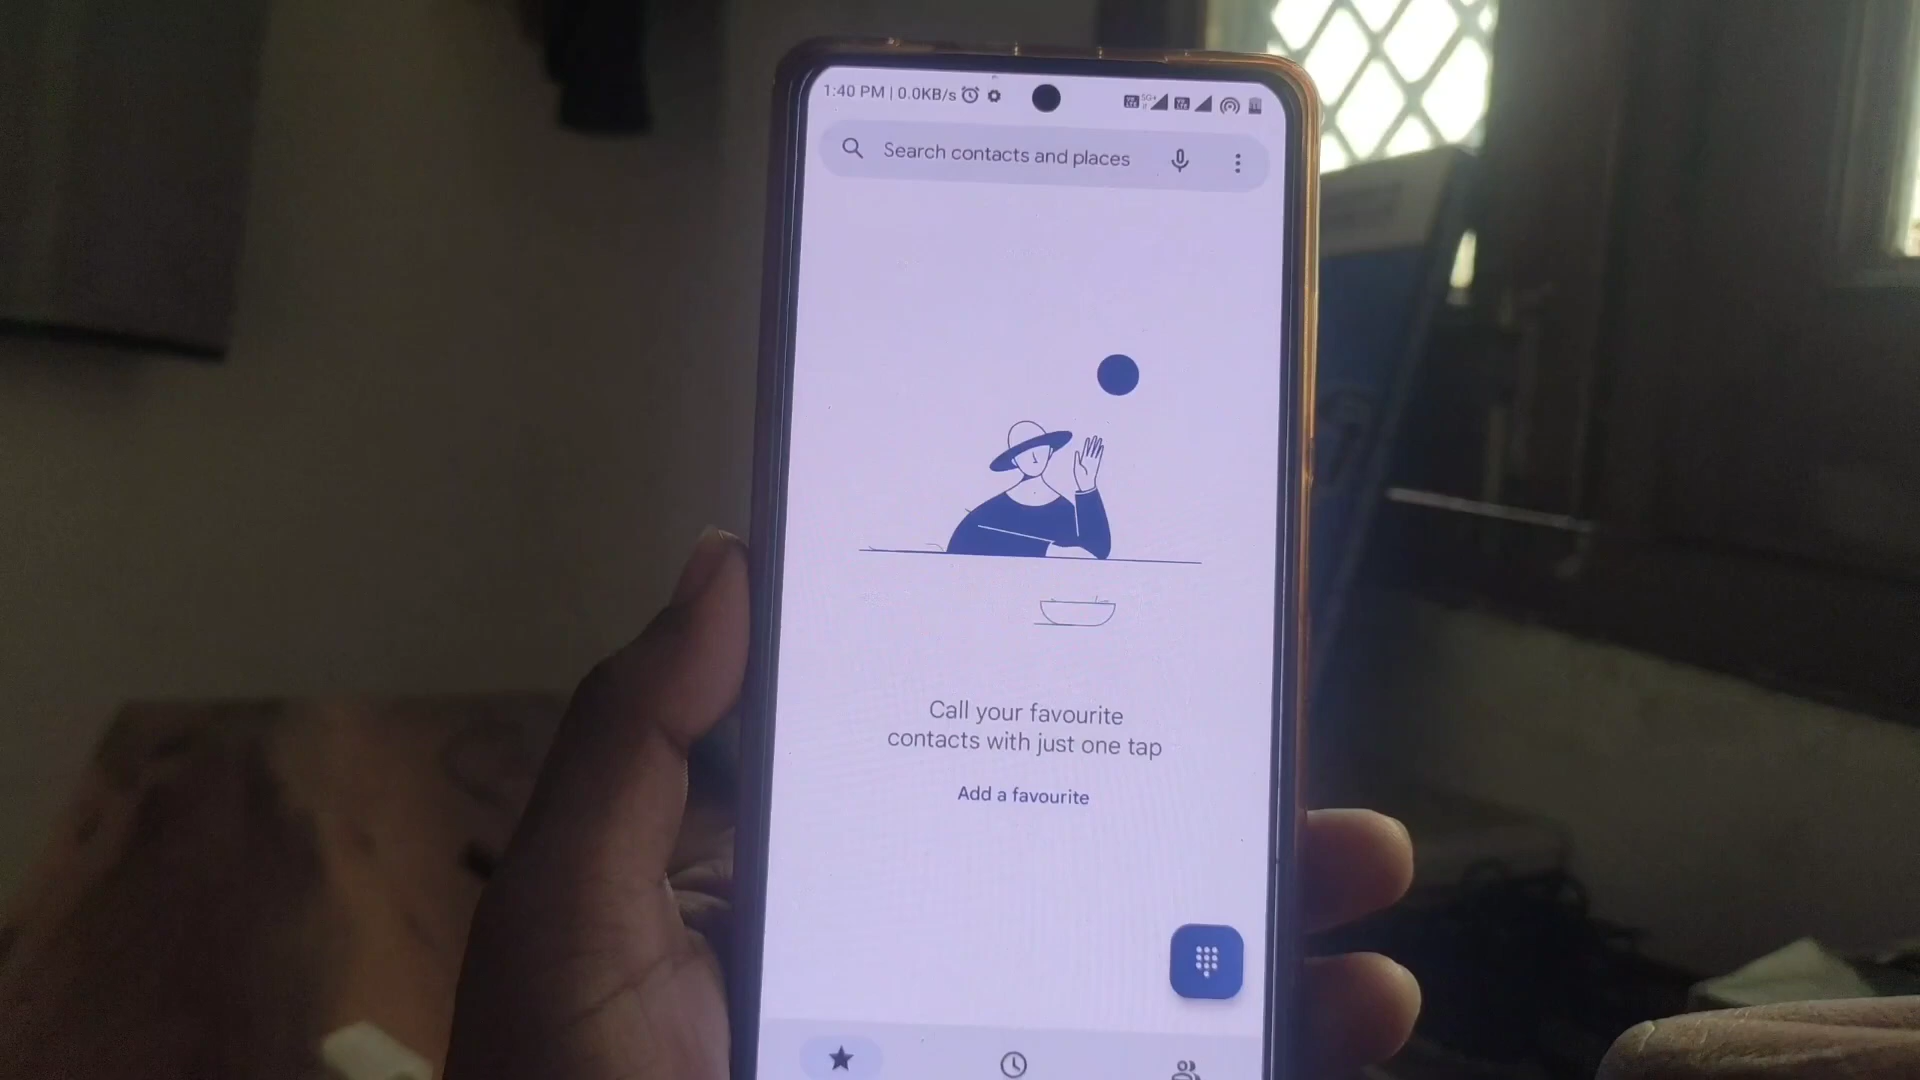 1:40 PM | 0.0KB/s
Search contacts and places
Call your favourite
contacts with just one tap
Add a favourite